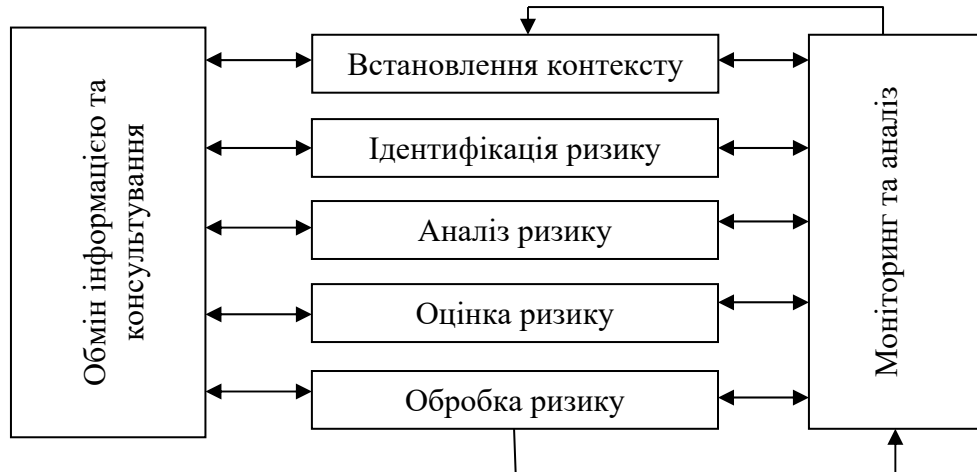 Обмін інформацією та
консультування
Встановлення контексту
Ідентифікація ризику
Аналіз ризику
Оцінка ризику
Обробка ризику
Моніторинг та аналіз